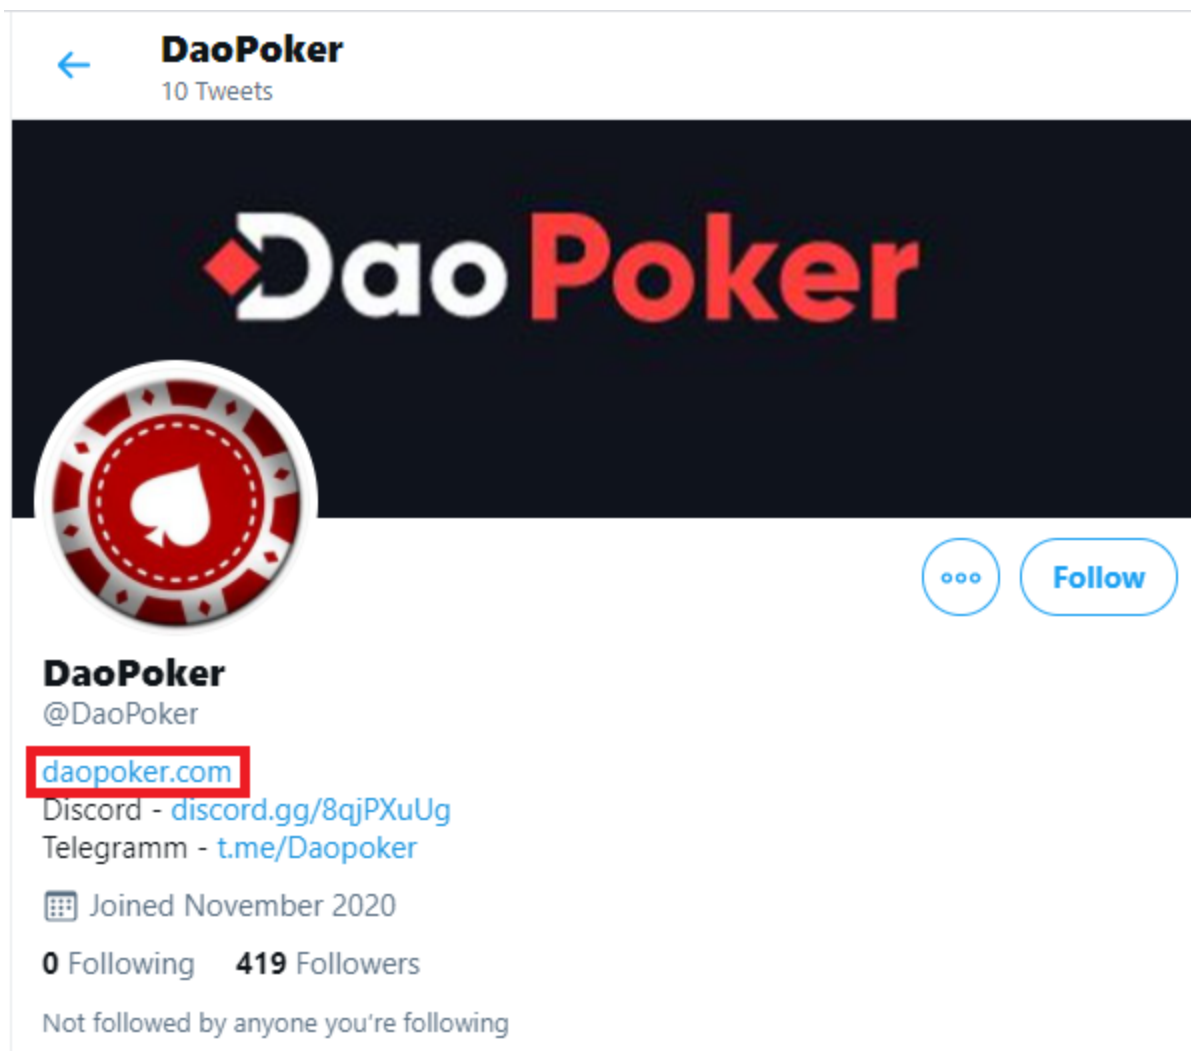 DaoPoker
10 Tweets
DaoPoker
Follow
DaoPoker
@DaoPoker
daopoker.com
Discord - discord.gg/8qjPXuUg
Telegramm - t.me/Daopoker
Joined November 2020
0 Following 419 Followers
Not followed by anyone you're following